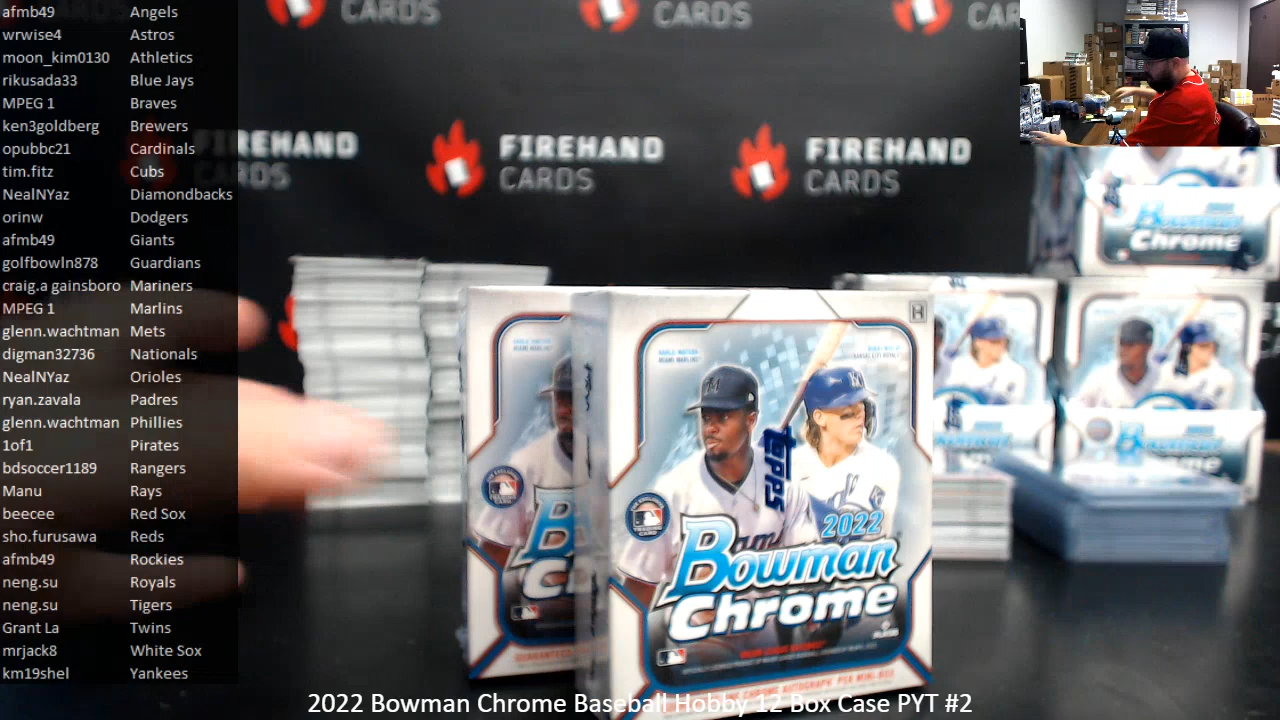 afmb49 Angels
wrwise4 Astros
moon_kim0130 Athletics
rikusada33 Blue Jays
MPEG 1 Braves
ken3goldberg Brewers
opubbc21 Cardinals
tim.fitz Cubs
NealNYaz Diamondbacks
orinw Dodgers
afmb49 Giants
golfbowln878 Guardians
craig.a gainsboro Mariners
MPEG 1 Marlins
glenn.wachtman Mets
digman32736 Nationals
NealNYaz Orioles
ryan.zavala Padres
glenn.wachtman Phillies
1of1 Pirates
bdsoccer1189 Rangers
Manu Rays
beecee Red Sox
sho.furusawa Reds
afmb49 Rockies
neng.su Royals
neng.su Tigers
Grant La Twins
mrjack8 White Sox
km19shel Yankees
CARDS
CARDS
CAR
FIREHAND
CARDS
FIREHAND
CARDS
FIREHAND
CARDS
Bowman
Chrome
topps
2022
Bowman
Chrome
Bowman
2022 Bowman Chrome Baseball Hobby 12 Box Case PYT #2